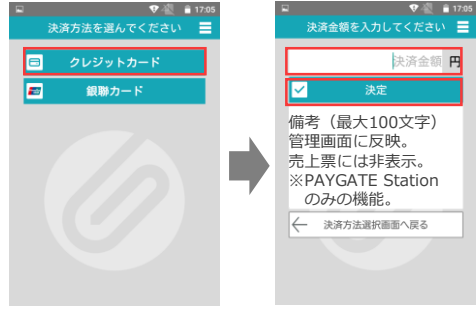 17:05
決済方法を選んでください
クレジットカード
銀聯カード
17:05
決済金額を入力してください
決済金額 円
決定
備考（最大100文字）
管理画面に反映。
売上票には非表示。
※PAYGATE Station
のみの機能。
決済方法選択画面へ戻る